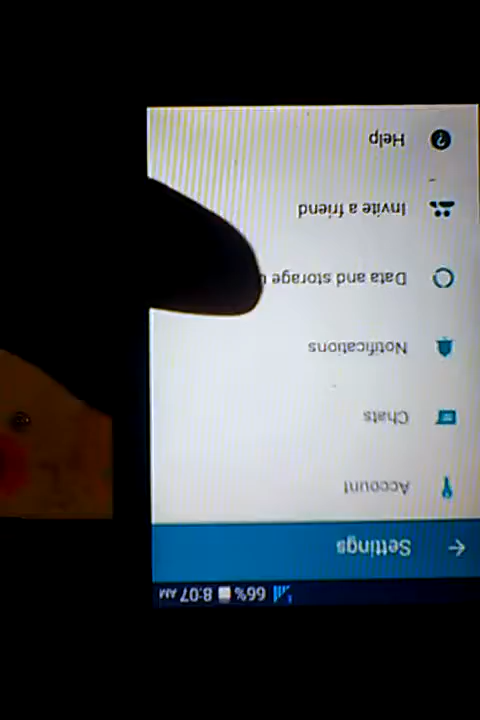 66% 8:07 AM
Settings
Account
Chats
Notifications
Data and storage
Invite a friend
Help